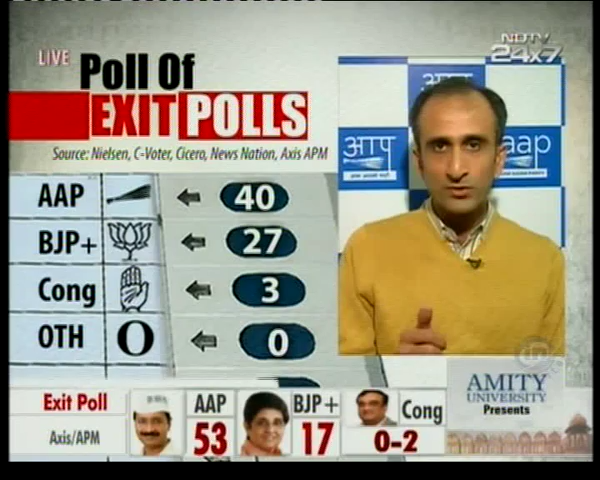 LIVE
Poll Of
EXIT POLLS
Source: Nielsen, C-Voter, Cicero, News Nation, Axis APM
NDTV
24x7
AAP 40
BJP+ 27
Cong 3
OTH 0
आप
आप
aap
Exit Poll
Axis/APM
AAP
53
BJP+
17
Cong
0-2
AMITY
UNIVERSITY
Presents